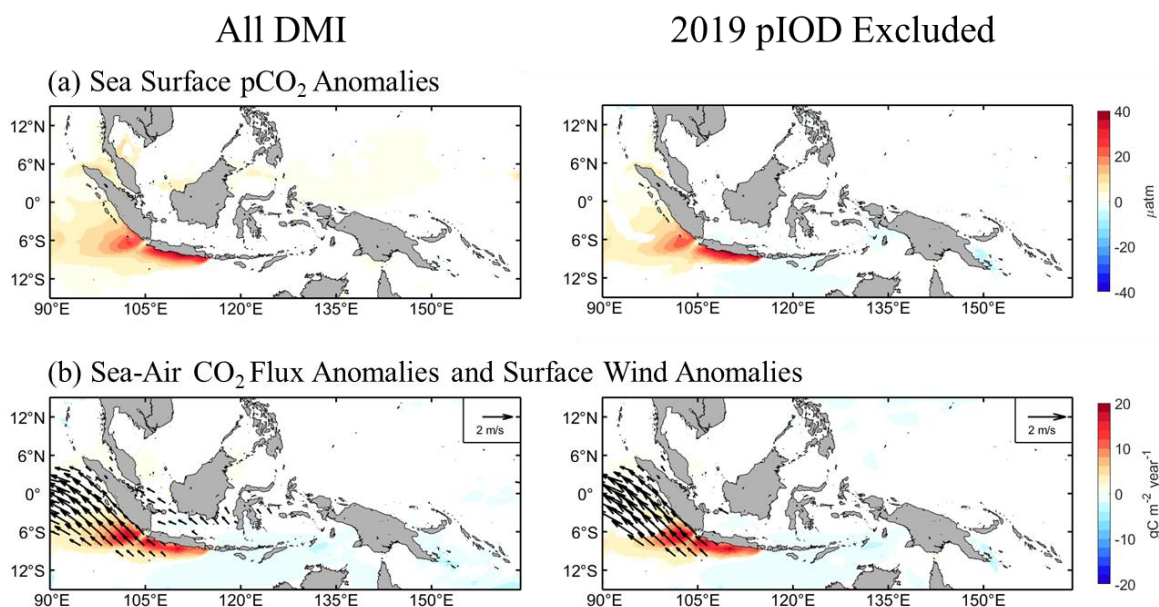 All DMI
2019 pIOD Excluded
(a) Sea Surface pCO₂ Anomalies
12°N
6°N
0°
6°S
12°S
90°E 105°E 120°E 135°E 150°E
12°N
6°N
0°
6°S
12°S
90°E 105°E 120°E 135°E 150°E
40
20
0
-20
-40
μatm
(b) Sea-Air CO₂ Flux Anomalies and Surface Wind Anomalies
12°N
6°N
0°
6°S
12°S
90°E 105°E 120°E 135°E 150°E
2 m/s
12°N
6°N
0°
6°S
12°S
90°E 105°E 120°E 135°E 150°E
2 m/s
20
10
0
-10
-20
gC m⁻² year⁻¹